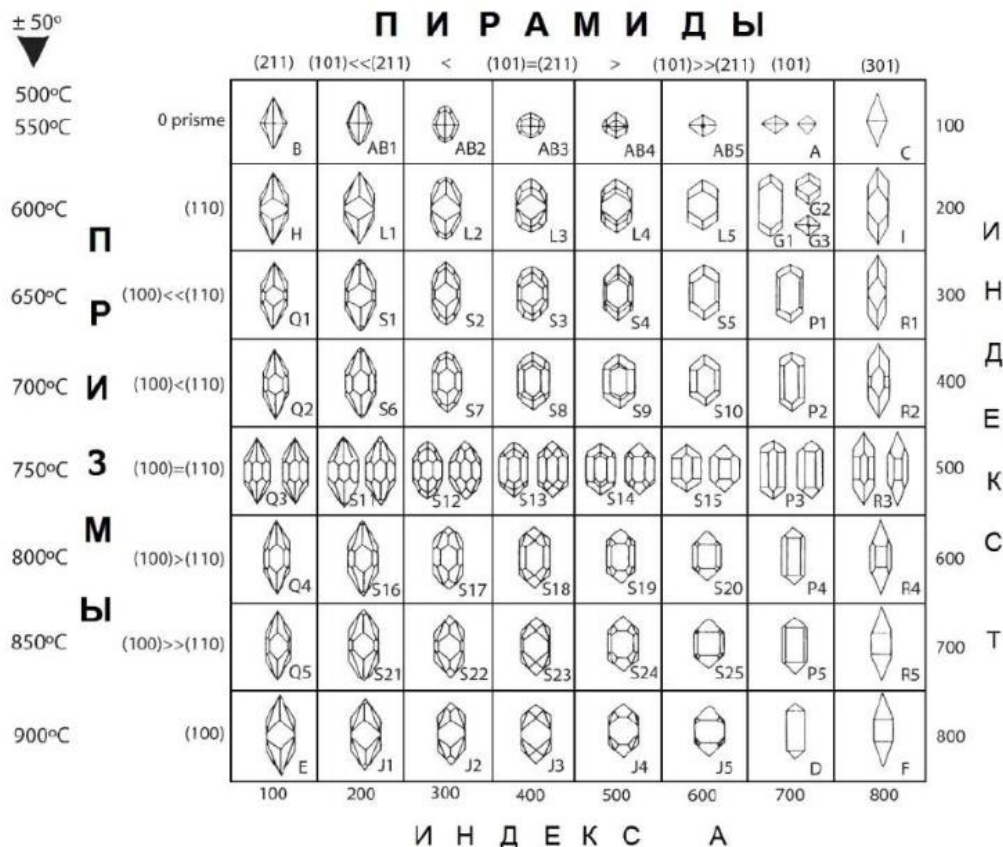 ± 50°
ПИРАМИДЫ
(211) (101)<<(211) < (101)=(211) > (101)>>(211) (101) (301)
500°C
550°C 0 prisme B AB1 AB2 AB3 AB4 AB5 A C 100
600°C (110) H L1 L2 L3 L4 L5 G1 G2 G3 I 200
650°C (100)<<(110) Q1 S1 S2 S3 S4 S5 P1 R1 300
700°C (100)<(110) Q2 S6 S7 S8 S9 S10 P2 R2 400
750°C (100)=(110) Q3 S11 S12 S13 S14 S15 P3 R3 500
800°C (100)>(110) Q4 S16 S17 S18 S19 S20 P4 R4 600
850°C (100)>>(110) Q5 S21 S22 S23 S24 S25 P5 R5 700
900°C (100) E J1 J2 J3 J4 J5 D F 800
100 200 300 400 500 600 700 800
ИНДЕКС А
ПРИЗМЫ
ИНДЕКС Т